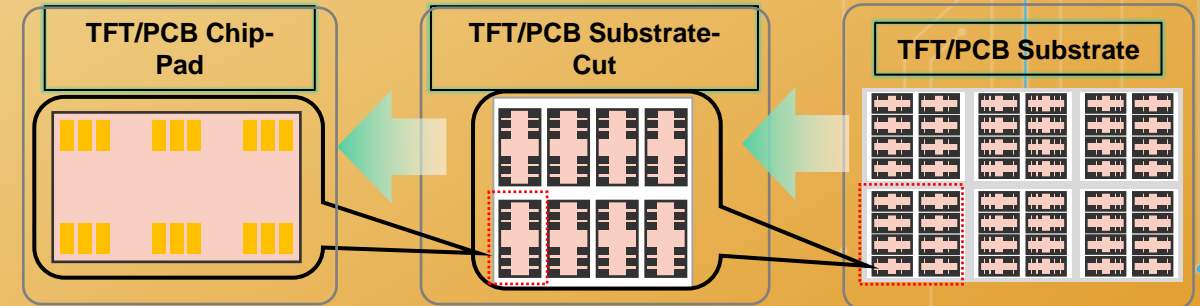 TFT/PCB Chip-
Pad
TFT/PCB Substrate-
Cut
TFT/PCB Substrate